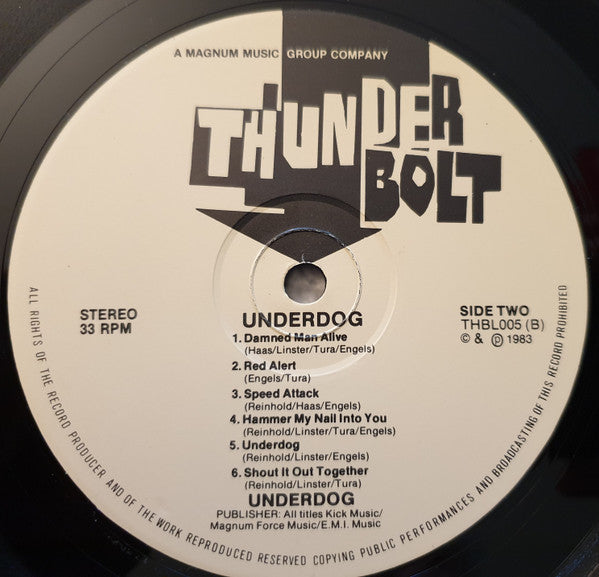 A MAGNUM MUSIC GROUP COMPANY
THUNDER
BOLT
STEREO
33 RPM
SIDE TWO
THBL005 (B)
© & ℗ 1983
UNDERDOG
1. Damned Man Alive
(Haas/Linster/Tura/Engels)
2. Red Alert
(Engels/Tura)
3. Speed Attack
(Reinhold/Haas/Engels)
4. Hammer My Nail Into You
(Reinhold/Linster/Tura/Engels)
5. Underdog
(Reinhold/Linster/Engels)
6. Shout It Out Together
(Reinhold/Linster/Tura)
UNDERDOG
PUBLISHER: All titles Kick Music/
Magnum Force Music/E.M.I. Music
ALL RIGHTS OF THE RECORD PRODUCER AND OF THE WORK REPRODUCED RESERVED COPYING PUBLIC PERFORMANCES AND BROADCASTING OF THIS RECORD PROHIBITED